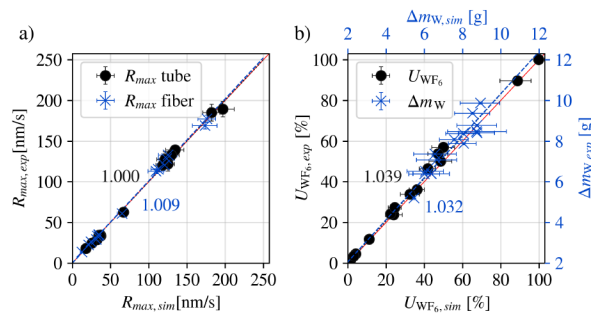 a)
250
200
150
100
50
0
0 50 100 150 200 250
R_max,exp[nm/s]
R_max,sim[nm/s]
R_max tube
R_max fiber
1.000
1.009
b)
Δm_W,sim [g]
2 4 6 8 10 12
100
80
60
40
20
0
0 20 40 60 80 100
U_WF₆,exp [%]
U_WF₆,sim [%]
U_WF₆
Δm_W
1.039
1.032
12
10
8
6
4
2
Δm_W,exp [g]